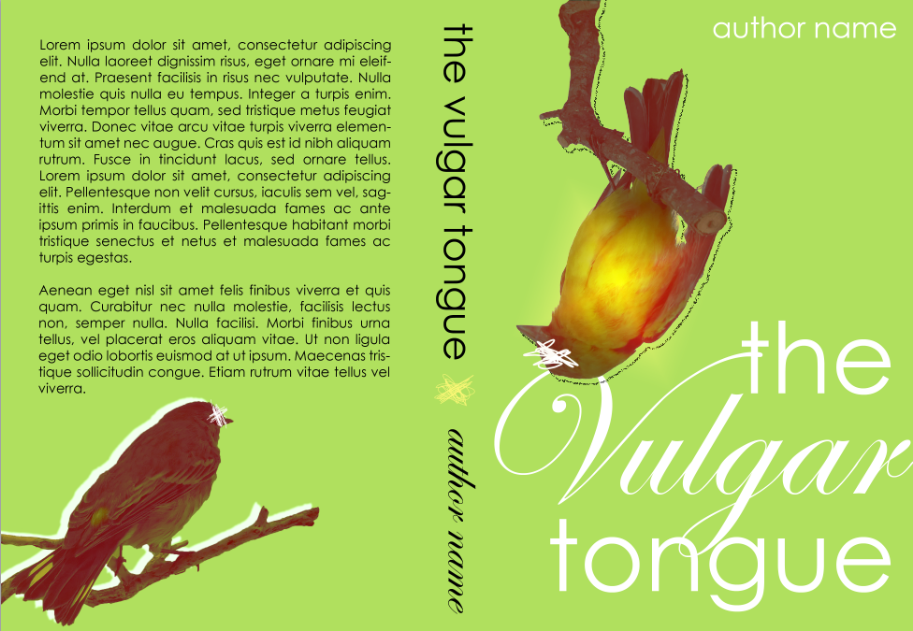 Lorem ipsum dolor sit amet, consectetur adipiscing
elit. Nulla laoreet dignissim risus, eget ornare mi eleif-
end at. Praesent facilisis in risus nec vulputate. Nulla
molestie quis nulla eu tempus. Integer a turpis enim.
Morbi tempor tellus quam, sed tristique metus feugiat
viverra. Donec vitae arcu vitae turpis viverra elemen-
tum sit amet nec augue. Cras quis est id nibh aliquam
rutrum. Fusce in tincidunt lacus, sed ornare tellus.
Lorem ipsum dolor sit amet, consectetur adipiscing
elit. Pellentesque non velit cursus, iaculis sem vel, sag-
ittis enim. Interdum et malesuada fames ac ante
ipsum primis in faucibus. Pellentesque habitant morbi
tristique senectus et netus et malesuada fames ac
turpis egestas.
Aenean eget nisl sit amet felis finibus viverra et quis
quam. Curabitur nec nulla molestie, facilisis lectus
non, semper nulla. Nulla facilisi. Morbi finibus urna
tellus, vel placerat eros aliquam vitae. Ut non ligula
eget odio lobortis euismod at ut ipsum. Maecenas tris-
tique sollicitudin congue. Etiam rutrum vitae tellus vel
viverra.
the vulgar tongue
author name
author name
the
Vulgar
tongue